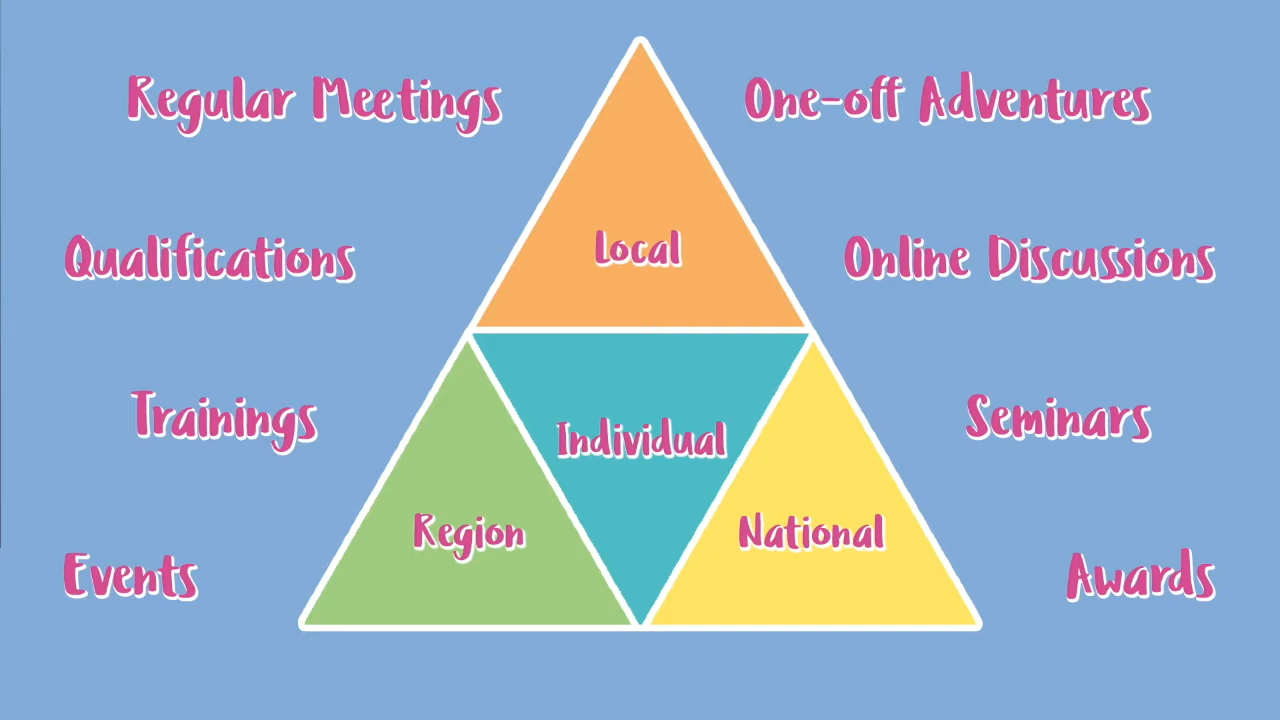 Regular Meetings
One-off Adventures
Local
Qualifications
Online Discussions
Trainings
Individual
Seminars
Region
National
Events
Awards